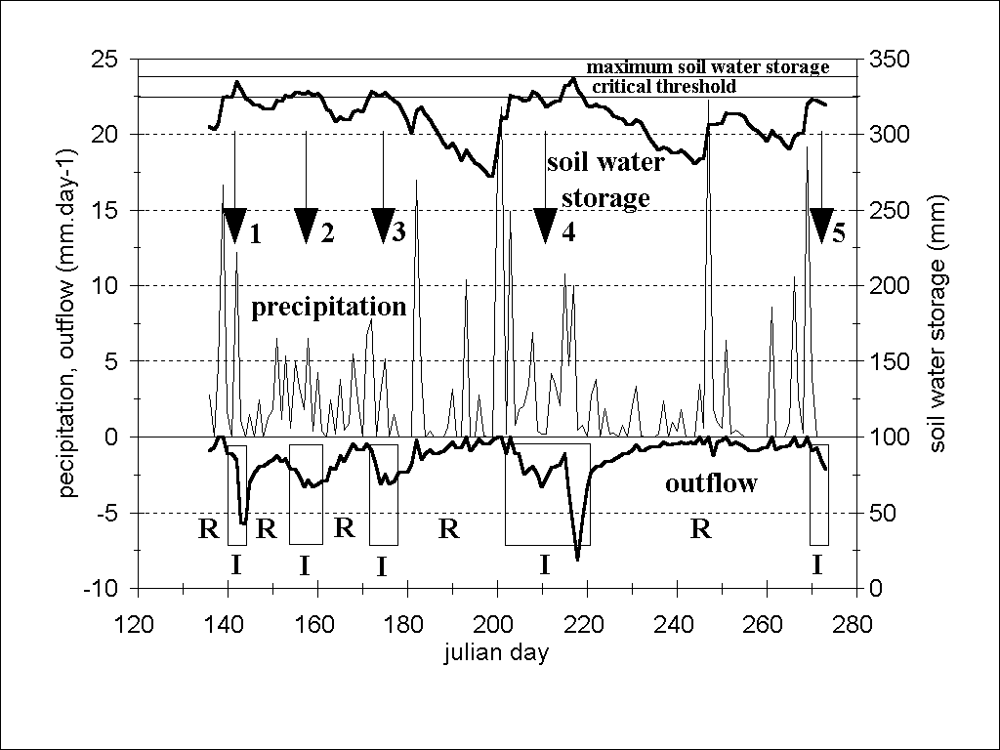 25 350
maximum soil water storage
critical threshold
20 300
soil water
storage
15 250
1 2 3 4 5
10 200
precipitation
5 150
0 100
outflow
-5 50
R R R R R
I I I I I
-10 0
120 140 160 180 200 220 240 260 280
julian day
pecipitation, outflow (mm.day-1)
soil water storage (mm)